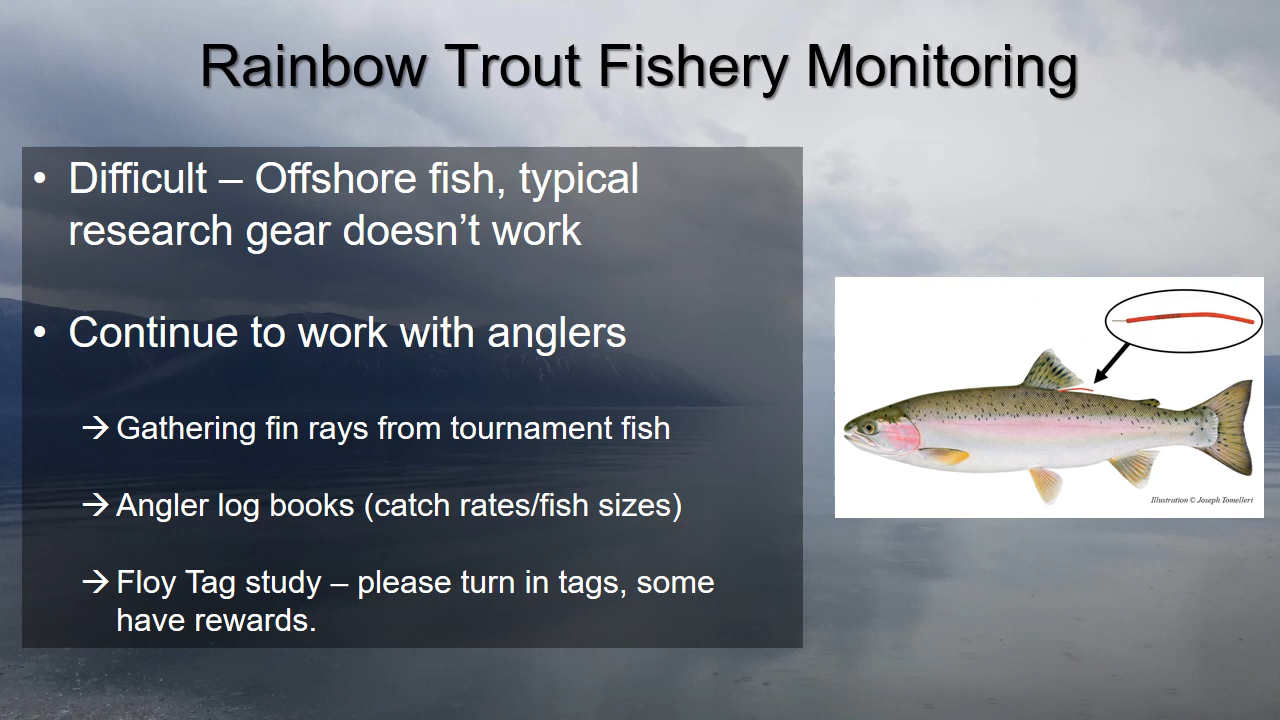 Rainbow Trout Fishery Monitoring
• Difficult – Offshore fish, typical
research gear doesn’t work
• Continue to work with anglers
→ Gathering fin rays from tournament fish
→ Angler log books (catch rates/fish sizes)
→ Floy Tag study – please turn in tags, some
have rewards.
Illustration © Joseph Tomelleri